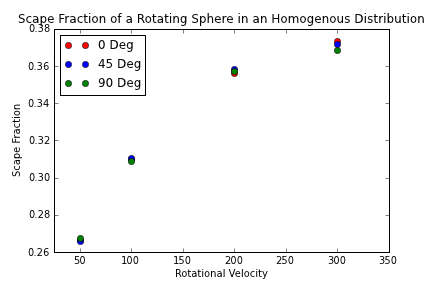 Scape Fraction of a Rotating Sphere in an Homogenous Distribution
0 Deg
45 Deg
90 Deg
Scape Fraction
0.38
0.36
0.34
0.32
0.30
0.28
0.26
50 100 150 200 250 300 350
Rotational Velocity